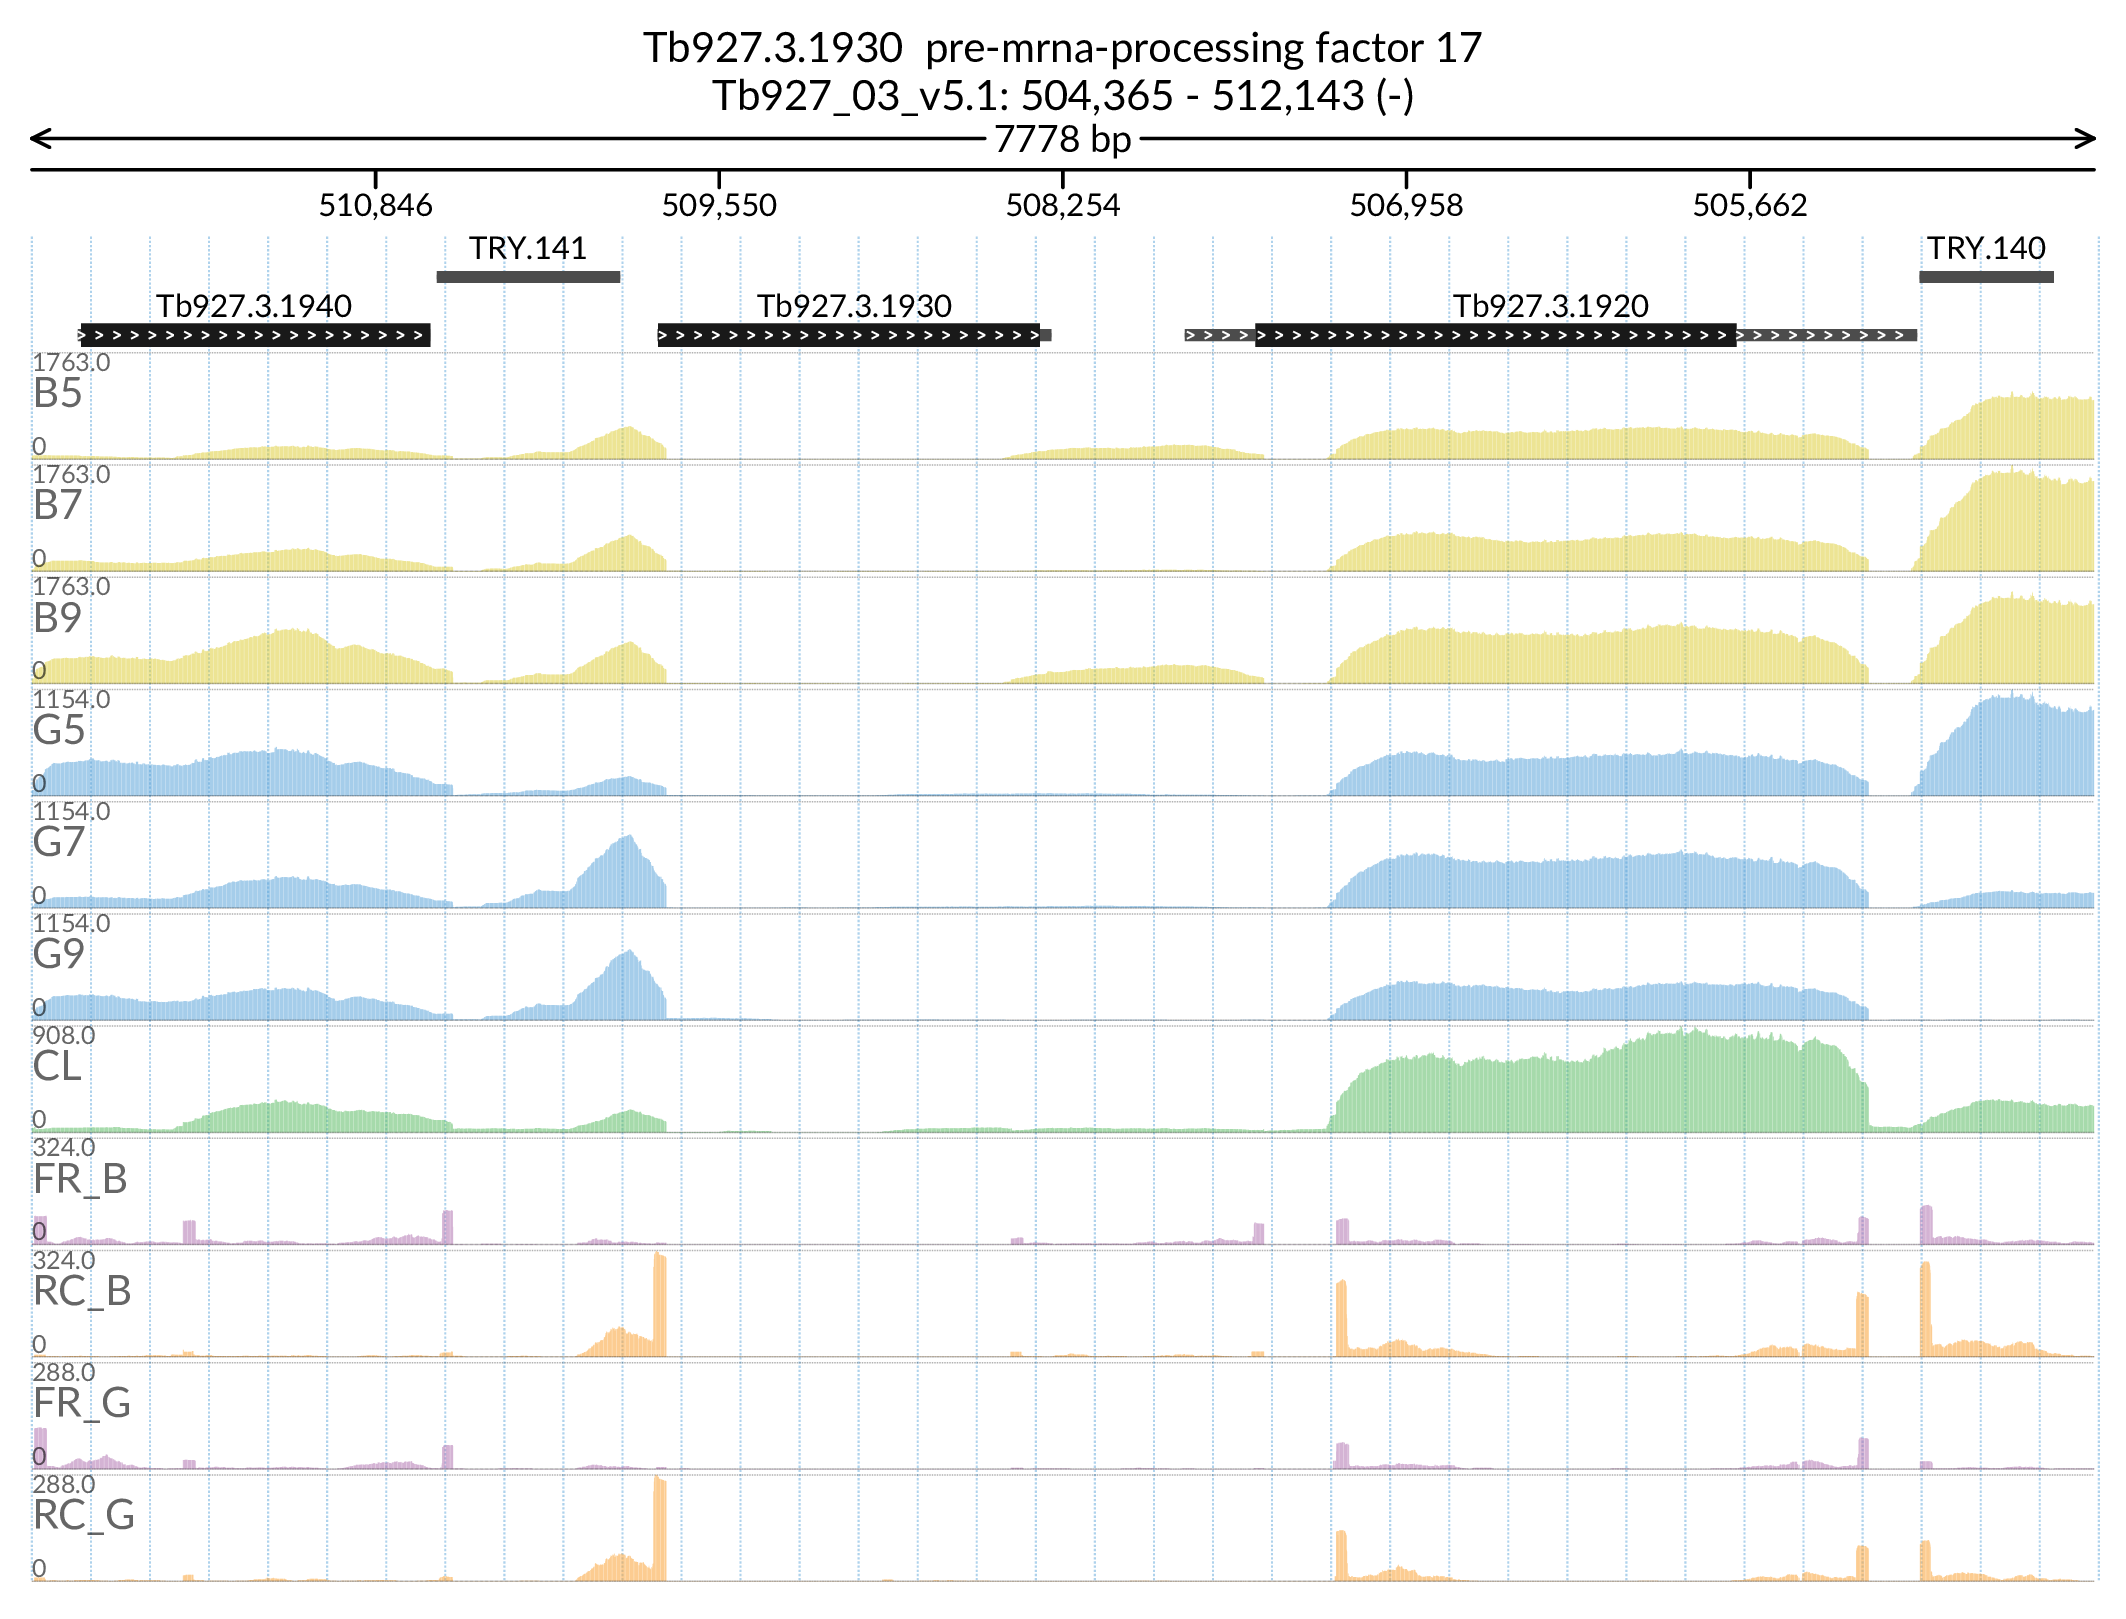 Tb927.3.1930 pre-mrna-processing factor 17
Tb927_03_v5.1: 504,365 - 512,143 (-)
7778 bp
510,846 509,550 508,254 506,958 505,662
TRY.141 TRY.140
Tb927.3.1940 Tb927.3.1930 Tb927.3.1920
1763.0
B5
0
1763.0
B7
0
1763.0
B9
0
1154.0
G5
0
1154.0
G7
0
1154.0
G9
0
908.0
CL
0
324.0
FR_B
0
324.0
RC_B
0
288.0
FR_G
0
288.0
RC_G
0